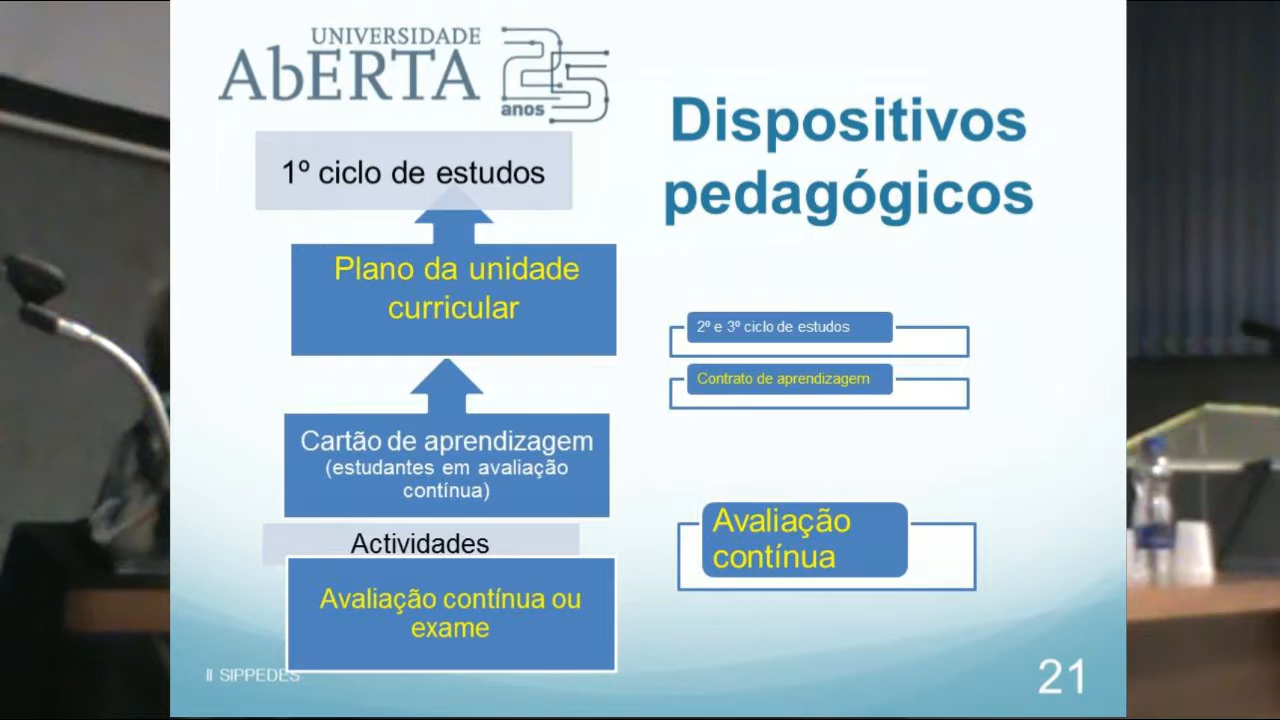 UNIVERSIDADE
AbERTA
25
anos
Dispositivos
pedagógicos
1º ciclo de estudos
Plano da unidade
curricular
Cartão de aprendizagem
(estudantes em avaliação
contínua)
Actividades
Avaliação contínua ou
exame
2º e 3º ciclo de estudos
Contrato de aprendizagem
Avaliação
contínua
II SIPPEDES
21